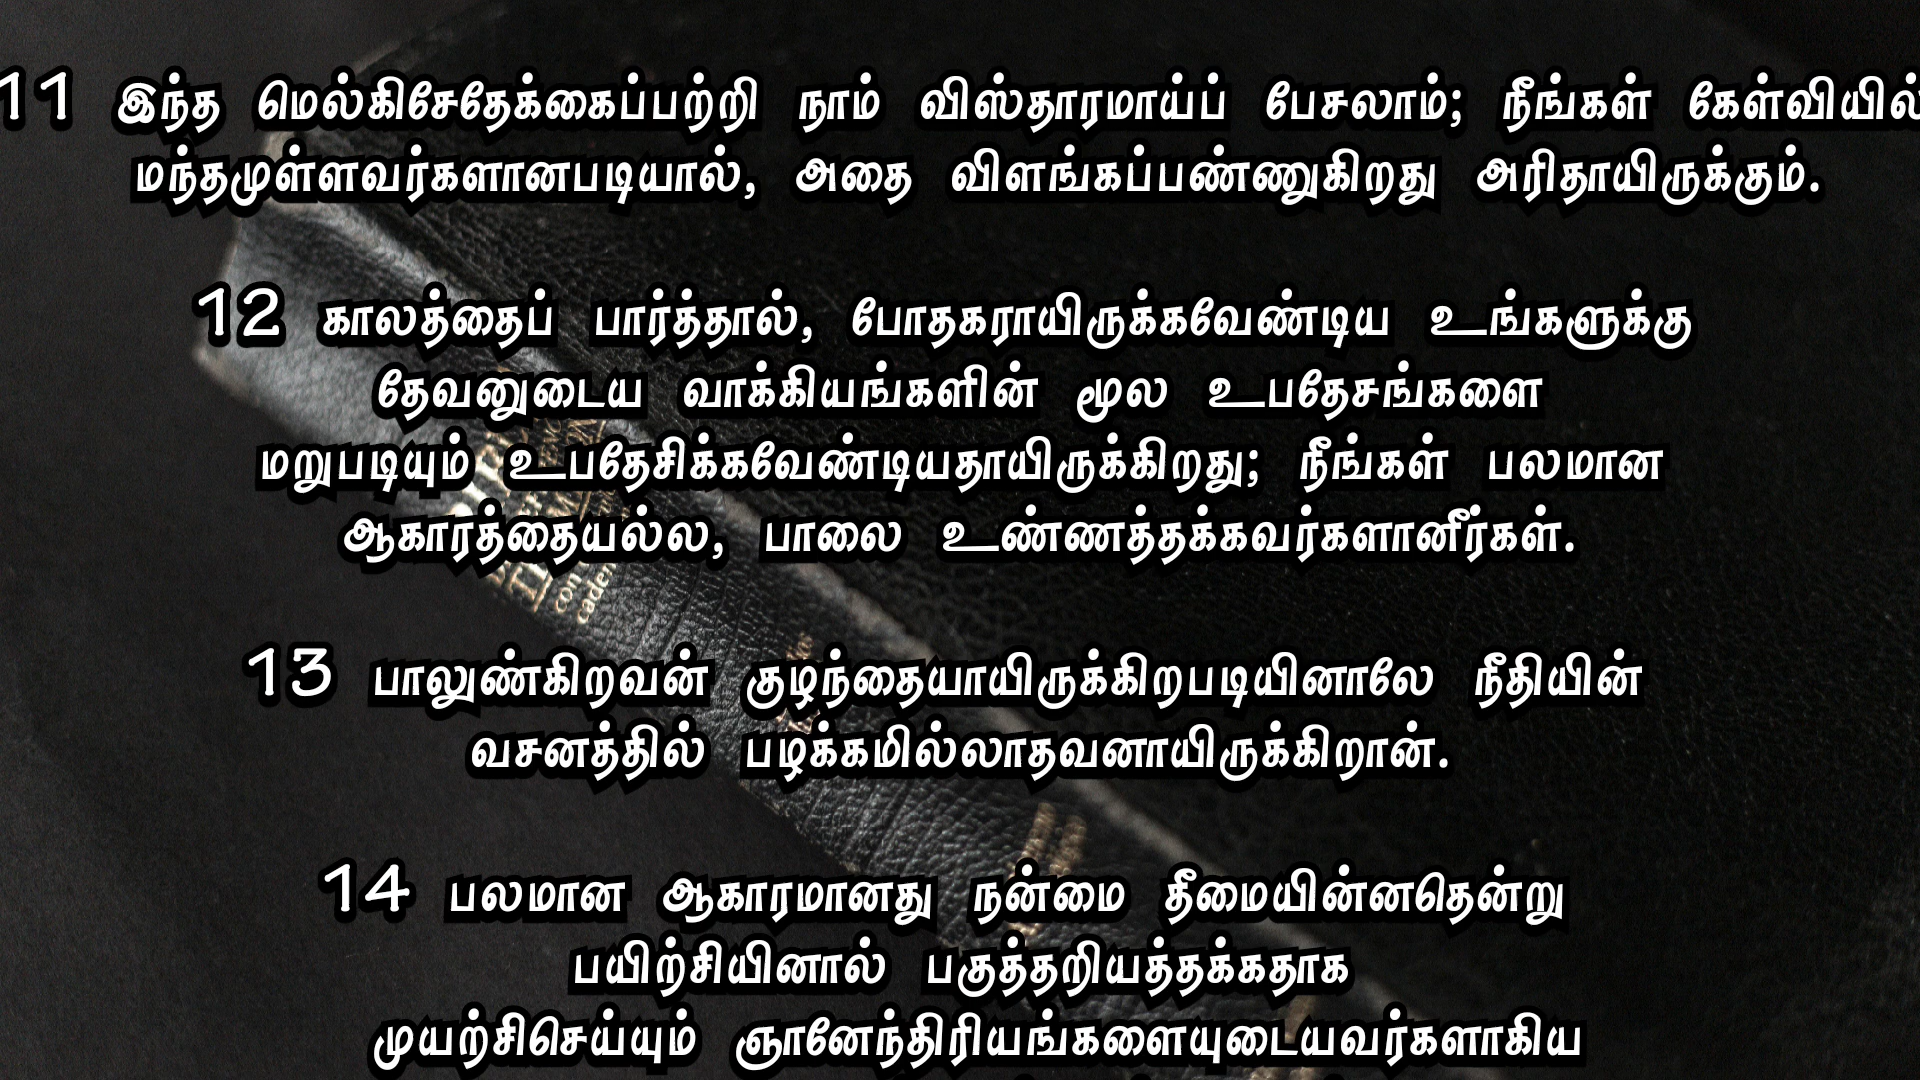 11 இந்த மெல்கிசேதேக்கைப்பற்றி நாம் விஸ்தாரமாய்ப் பேசலாம்; நீங்கள் கேள்வியில்
மந்தமுள்ளவர்களானபடியால், அதை விளங்கப்பண்ணுகிறது அரிதாயிருக்கும்.
12 காலத்தைப் பார்த்தால், போதகராயிருக்கவேண்டிய உங்களுக்கு
தேவனுடைய வாக்கியங்களின் மூல உபதேசங்களை
மறுபடியும் உபதேசிக்கவேண்டியதாயிருக்கிறது; நீங்கள் பலமான
ஆகாரத்தையல்ல, பாலை உண்ணத்தக்கவர்களானீர்கள்.
13 பாலுண்கிறவன் குழந்தையாயிருக்கிறபடியினாலே நீதியின்
வசனத்தில் பழக்கமில்லாதவனாயிருக்கிறான்.
14 பலமான ஆகாரமானது நன்மை தீமையின்னதென்று
பயிற்சியினால் பகுத்தறியத்தக்கதாக
முயற்சிசெய்யும் ஞானேந்திரியங்களையுடையவர்களாகிய
con
caden